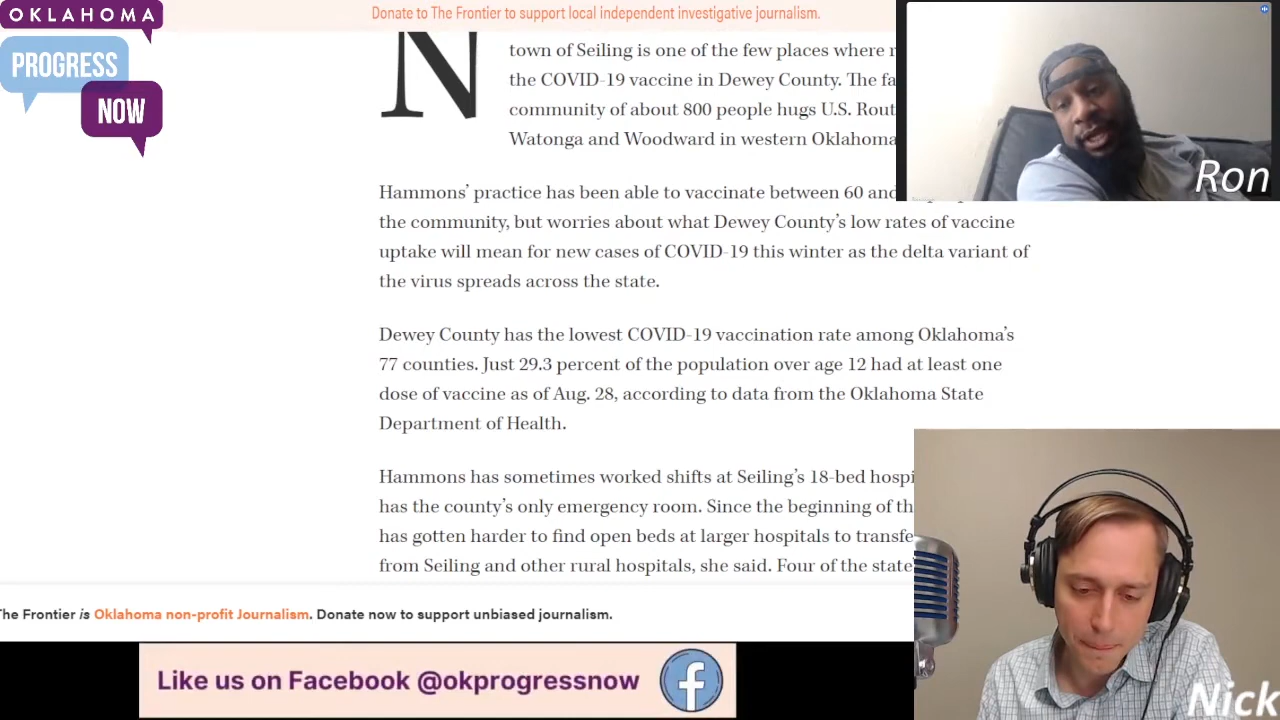 OKLAHOMA
PROGRESS
NOW
Donate to The Frontier to support local independent investigative journalism.
N
town of Seiling is one of the few places where
the COVID-19 vaccine in Dewey County. The
community of about 800 people hugs U.S.
Watonga and Woodward in western Oklahoma
Hammons’ practice has been able to vaccinate between 60 and
the community, but worries about what Dewey County’s low rates of vaccine
uptake will mean for new cases of COVID-19 this winter as the delta variant of
the virus spreads across the state.
Dewey County has the lowest COVID-19 vaccination rate among Oklahoma’s
77 counties. Just 29.3 percent of the population over age 12 had at least one
dose of vaccine as of Aug. 28, according to data from the Oklahoma State
Department of Health.
Hammons has sometimes worked shifts at Seiling’s 18-bed
has the county’s only emergency room. Since the beginning of
has gotten harder to find open beds at larger hospitals to
from Seiling and other rural hospitals, she said. Four of the state
The Frontier is Oklahoma non-profit Journalism. Donate now to support unbiased journalism.
Like us on Facebook @okprogressnow
Ron
Nick